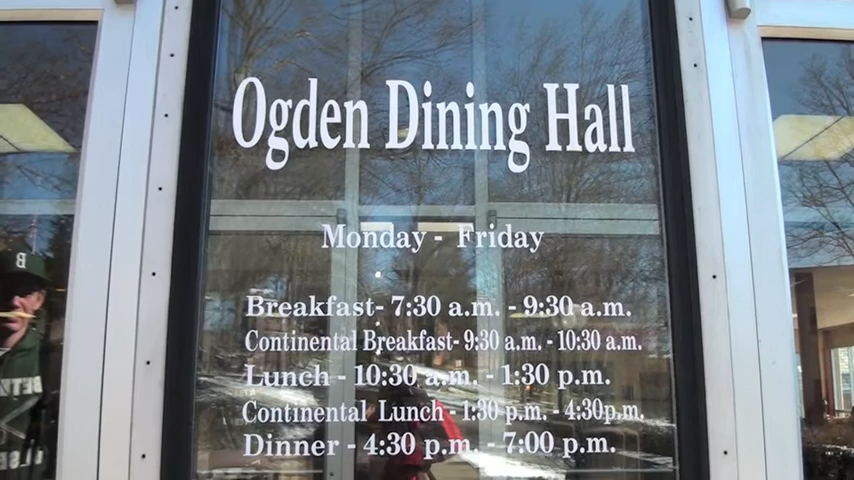 Ogden Dining Hall
Monday - Friday
Breakfast- 7:30 a.m. - 9:30 a.m.
Continental Breakfast- 9:30 a.m. - 10:30 a.m.
Lunch - 10:30 a.m. - 1:30 p.m.
Continental Lunch - 1:30 p.m. - 4:30p.m.
Dinner - 4:30 p.m. - 7:00 p.m.